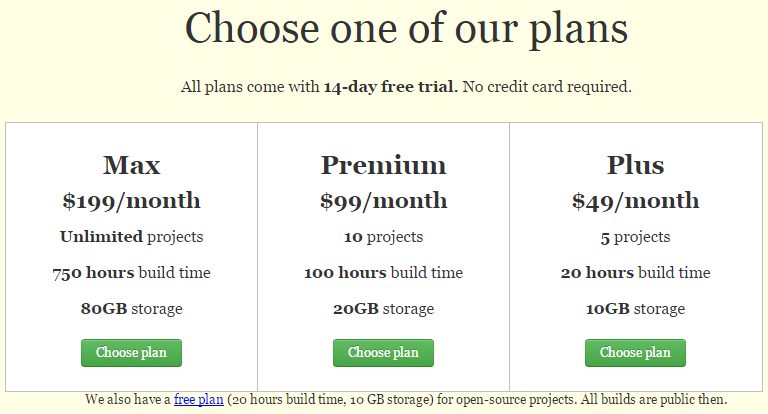 Choose one of our plans
All plans come with 14-day free trial. No credit card required.
Max
$199/month
Unlimited projects
750 hours build time
80GB storage
Choose plan
Premium
$99/month
10 projects
100 hours build time
20GB storage
Choose plan
Plus
$49/month
5 projects
20 hours build time
10GB storage
Choose plan
We also have a free plan (20 hours build time, 10 GB storage) for open-source projects. All builds are public then.